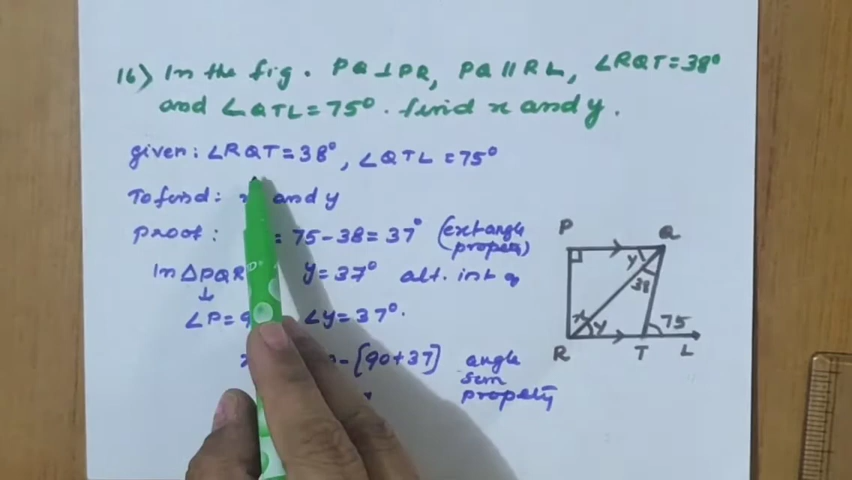 16) In the fig. PQ ⊥ PR, PQ || RL, ∠RQT = 38°
and ∠QTL = 75°. find x and y.
given: ∠RQT = 38°, ∠QTL = 75°
To find: x and y
proof: = 75 - 38 = 37° (ext angle
property)
In △PQR y = 37° alt. int
↓
∠P = 9 ∠y = 37°.
- [90 + 37] angle
sum
property
P Q
y
38
x y 75
R T L